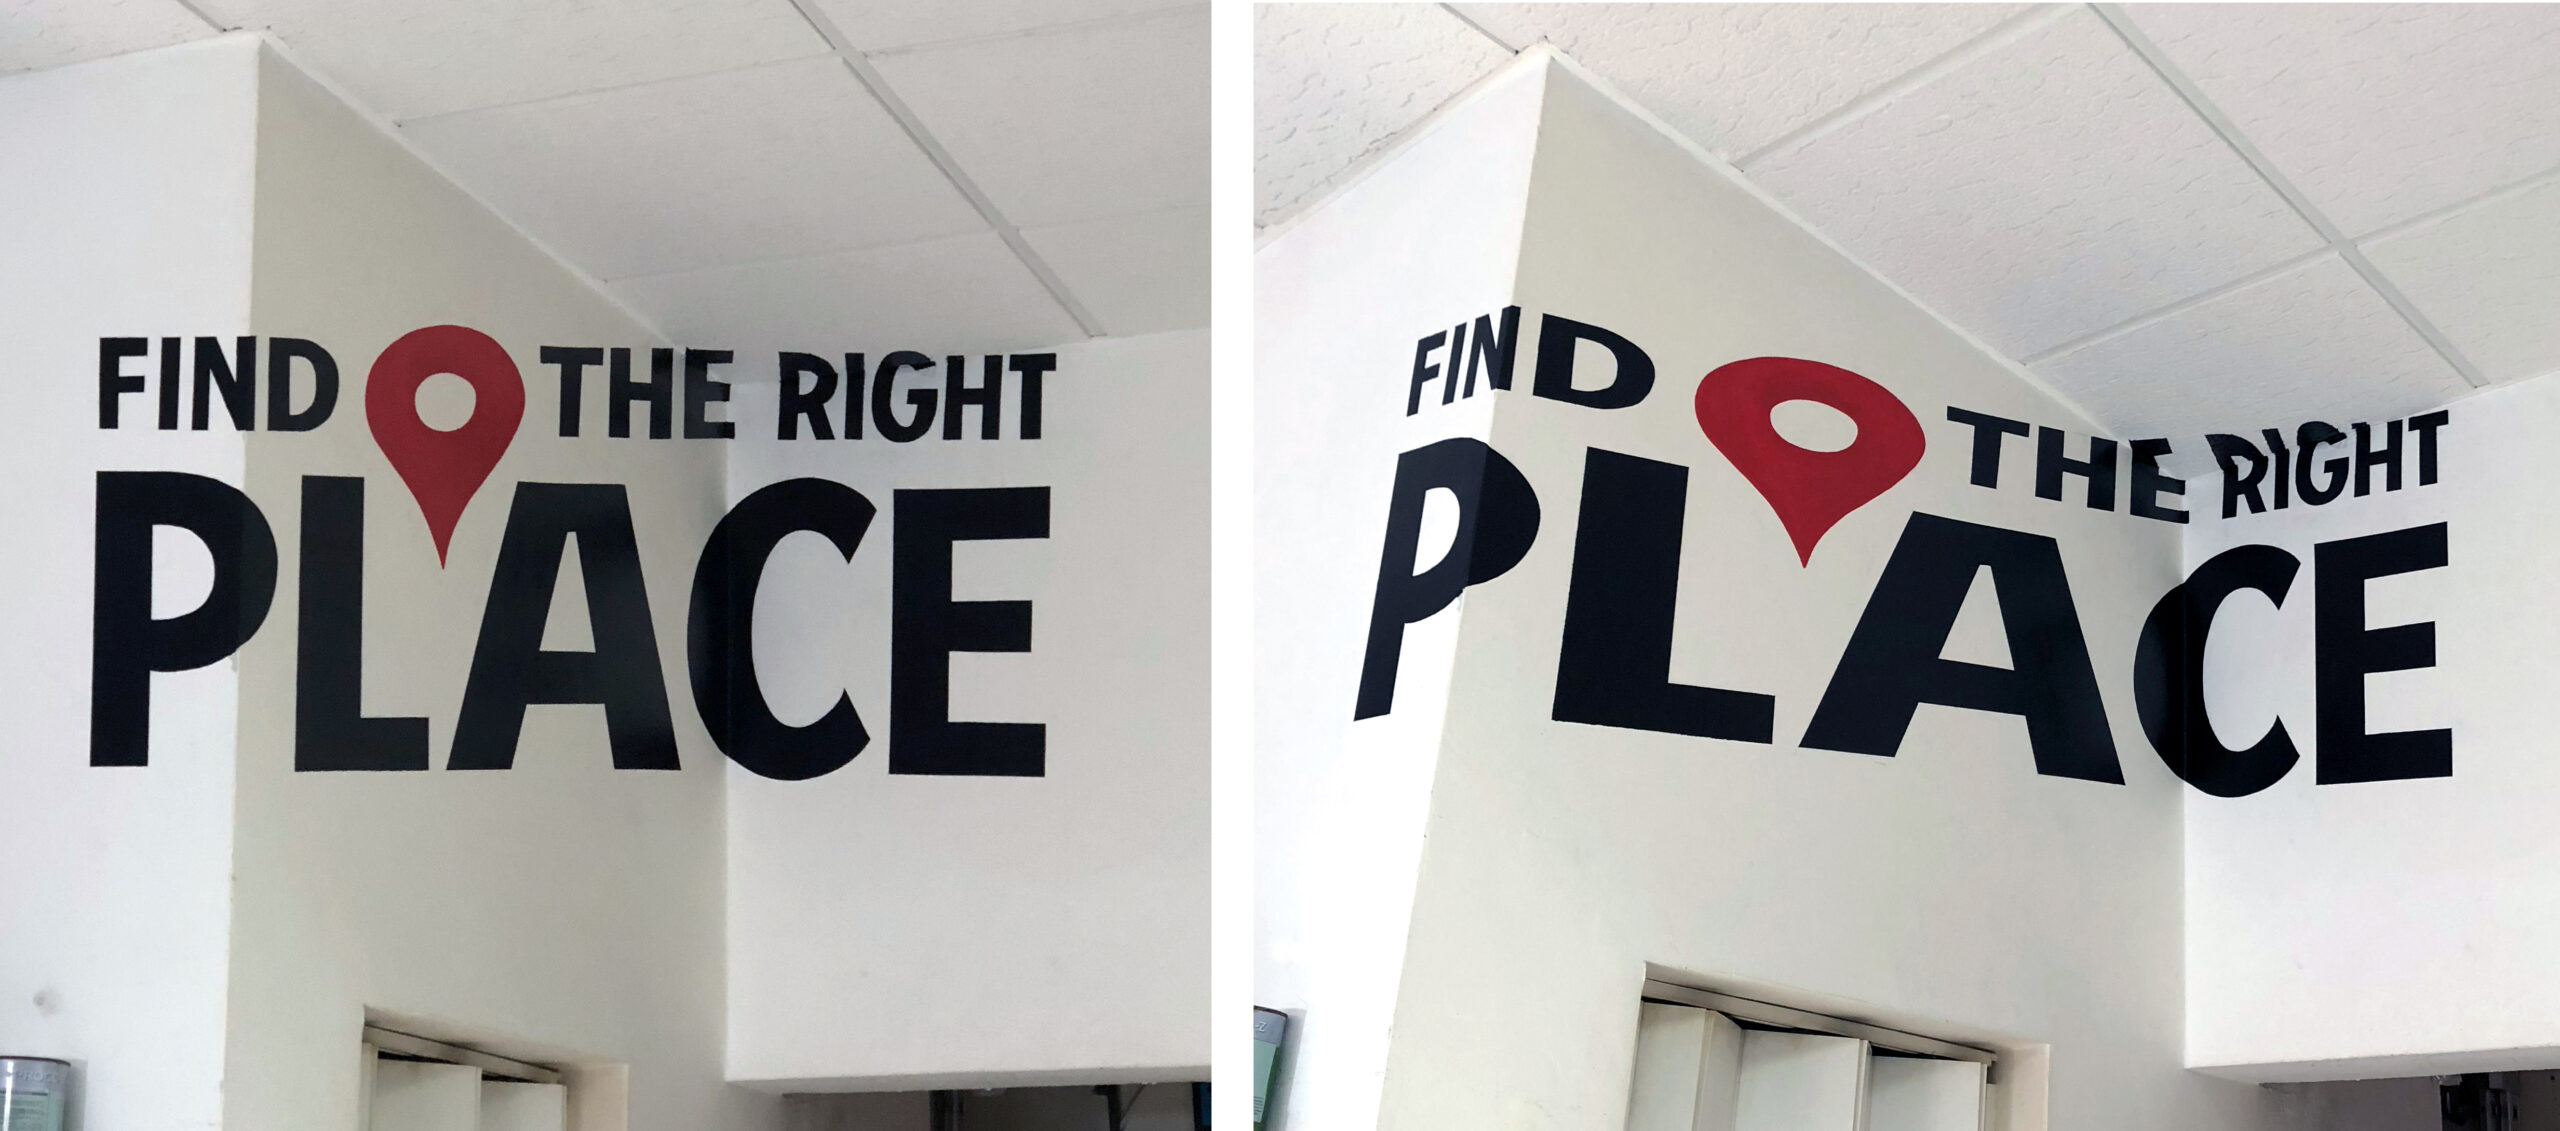 FIND THE RIGHT
PLACE
FIND THE RIGHT
PLACE